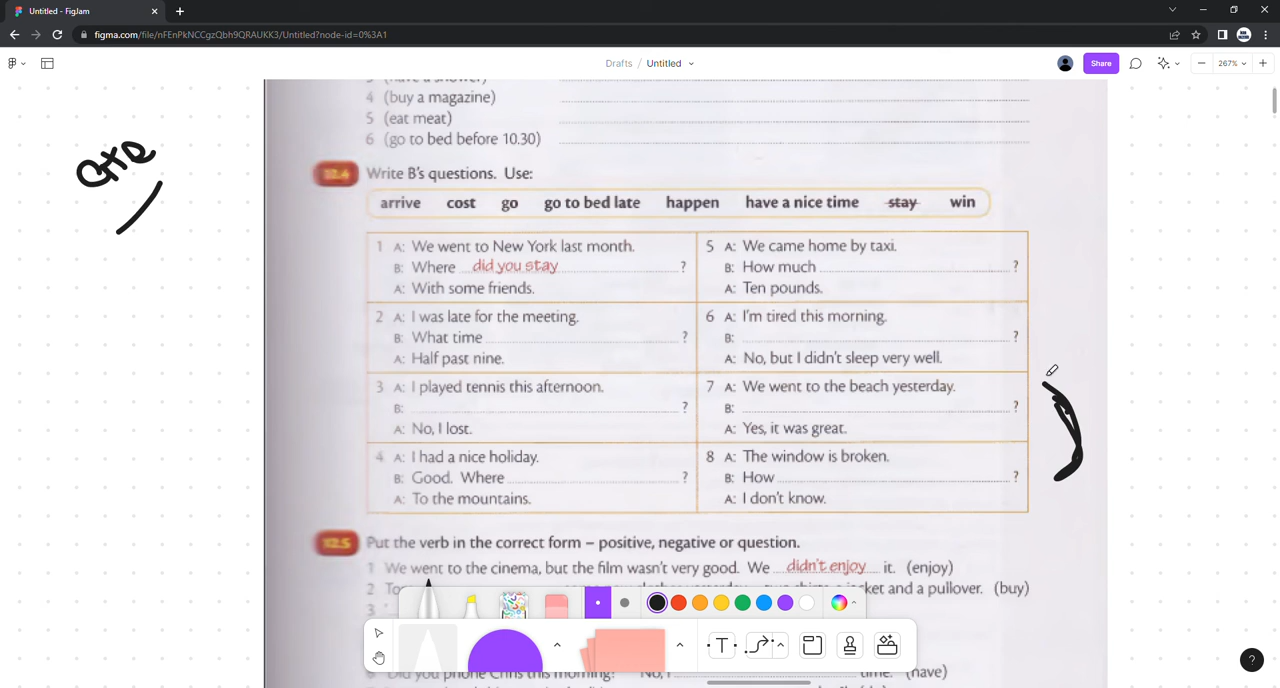 Untitled - FigJam
figma.com/file/nFEnPkNCCgzQbh9QRAUKK3/Untitled?node-id=0%3A1
Drafts / Untitled
Share
267%
4 (buy a magazine)
5 (eat meat)
6 (go to bed before 10.30)
12.4 Write B's questions. Use:
arrive cost go go to bed late happen have a nice time stay win
1 A: We went to New York last month.
B: Where did you stay ?
A: With some friends.
2 A: I was late for the meeting.
B: What time ?
A: Half past nine.
3 A: I played tennis this afternoon.
B: ?
A: No, I lost.
4 A: I had a nice holiday.
B: Good. Where ?
A: To the mountains.
5 A: We came home by taxi.
B: How much ?
A: Ten pounds.
6 A: I'm tired this morning.
B: ?
A: No, but I didn't sleep very well.
7 A: We went to the beach yesterday.
B: ?
A: Yes, it was great.
8 A: The window is broken.
B: How ?
A: I don't know.
12.5 Put the verb in the correct form – positive, negative or question.
1 We went to the cinema, but the film wasn't very good. We didn't enjoy it. (enjoy)
2 and a pullover. (buy)
3
T
time. (have)
?